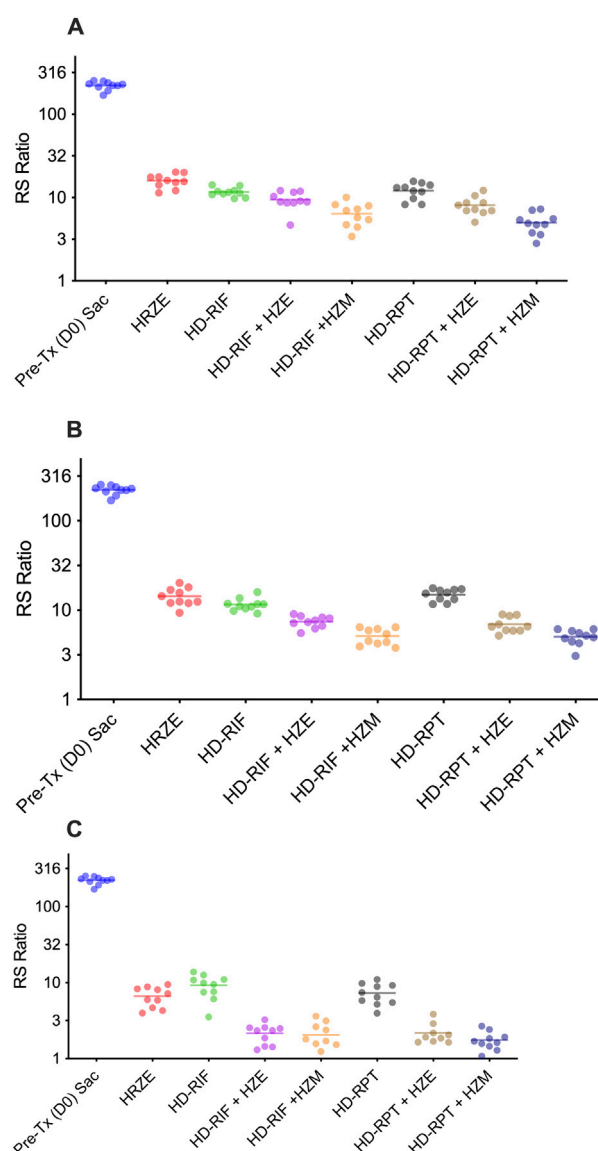 A
RS Ratio
316
100
32
10
3
1
Pre-Tx (D0) Sac
HRZE
HD-RIF
HD-RIF + HZE
HD-RIF +HZM
HD-RPT
HD-RPT + HZE
HD-RPT + HZM
B
RS Ratio
316
100
32
10
3
1
Pre-Tx (D0) Sac
HRZE
HD-RIF
HD-RIF + HZE
HD-RIF +HZM
HD-RPT
HD-RPT + HZE
HD-RPT + HZM
C
RS Ratio
316
100
32
10
3
1
Pre-Tx (D0) Sac
HRZE
HD-RIF
HD-RIF + HZE
HD-RIF +HZM
HD-RPT
HD-RPT + HZE
HD-RPT + HZM